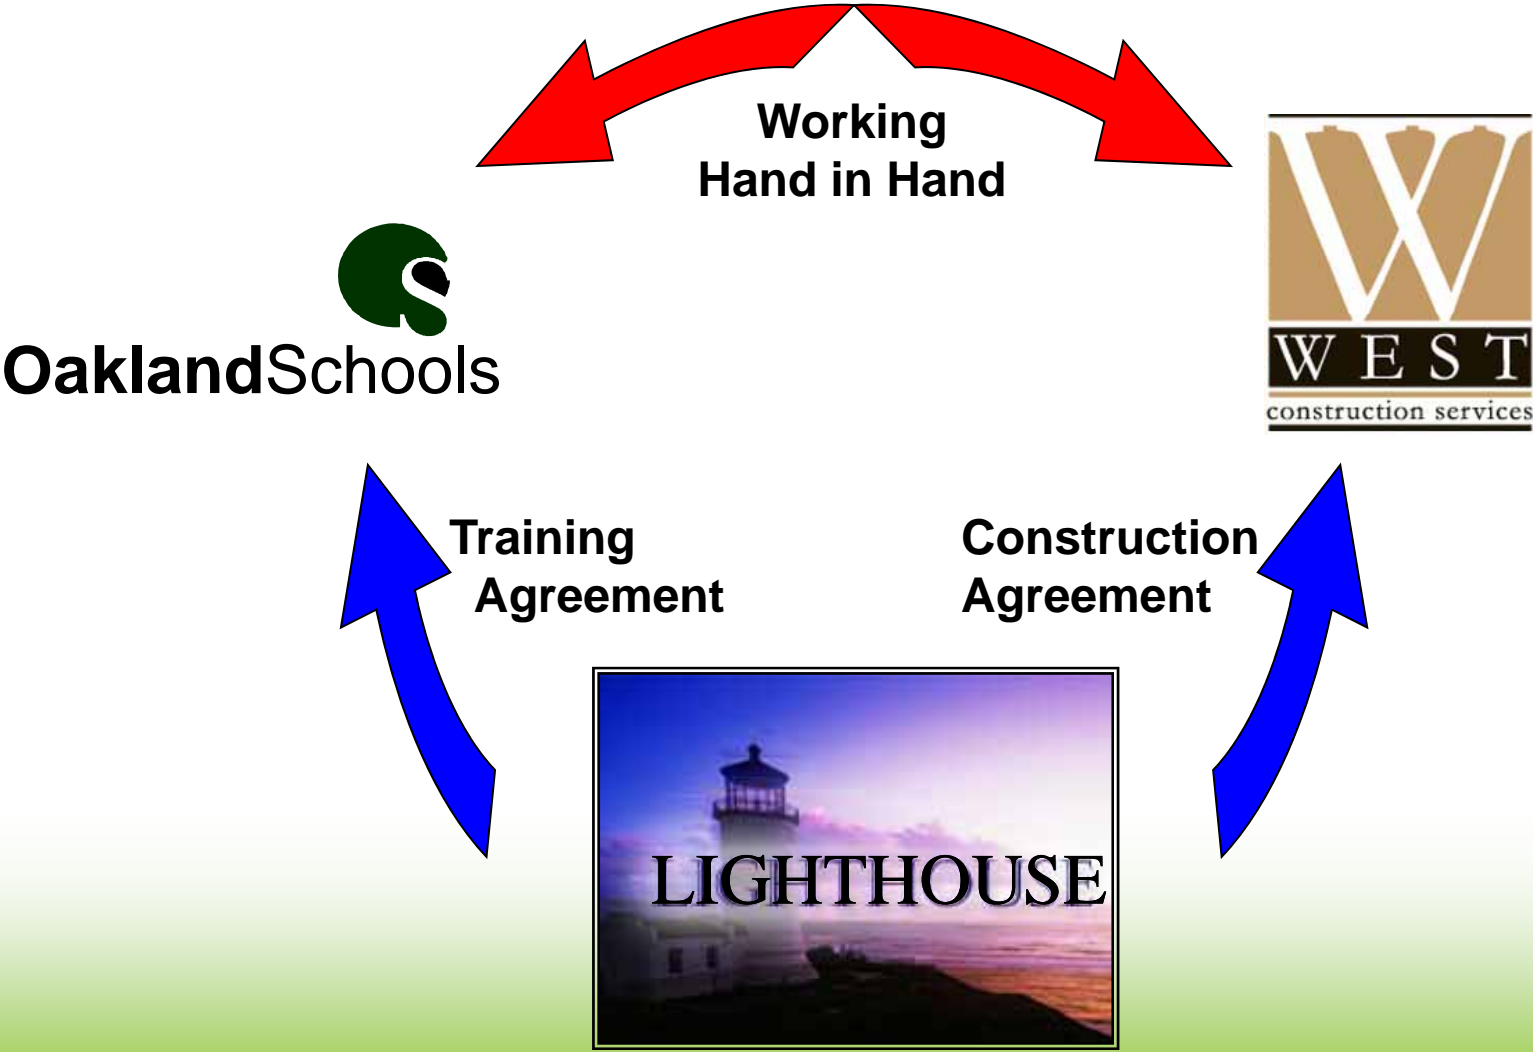 Working
Hand in Hand
OaklandSchools
W
WEST
construction services
Training
Agreement
Construction
Agreement
LIGHTHOUSE